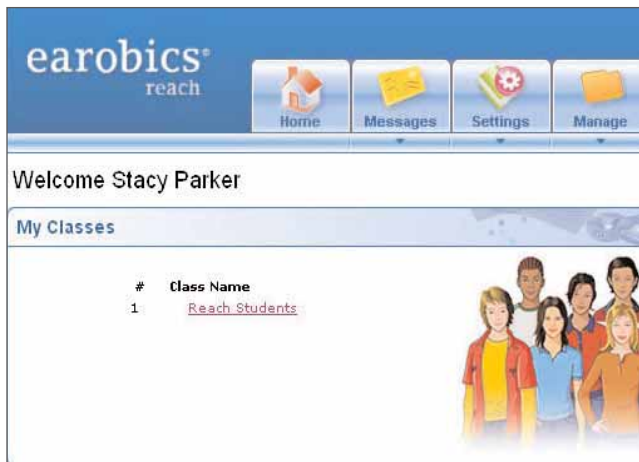 earobics®
reach
Home Messages Settings Manage
Welcome Stacy Parker
My Classes
# Class Name
1 Reach Students